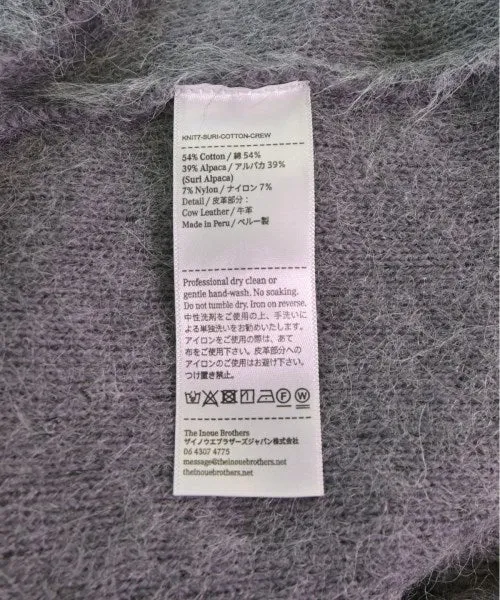 KNIT7-SURI-COTTON-CREW
54% Cotton / 綿 54%
39% Alpaca / アルパカ 39%
(Suri Alpaca)
7% Nylon / ナイロン 7%
Detail / 皮革部分：
Cow Leather / 牛革
Made in Peru / ペルー製
Professional dry clean or
gentle hand-wash. No soaking.
Do not tumble dry. Iron on reverse.
中性洗剤をご使用の上、手洗いに
よる単独洗いをお勧めいたします。
アイロンをご使用の際は、あて
布をご使用下さい。皮革部分への
アイロンのご使用はお避け下さい。
つけ置き禁止。
F W
The Inoue Brothers
ザイノウエブラザーズジャパン株式会社
06 4307 4775
message@theinouebrothers.net
theinouebrothers.net